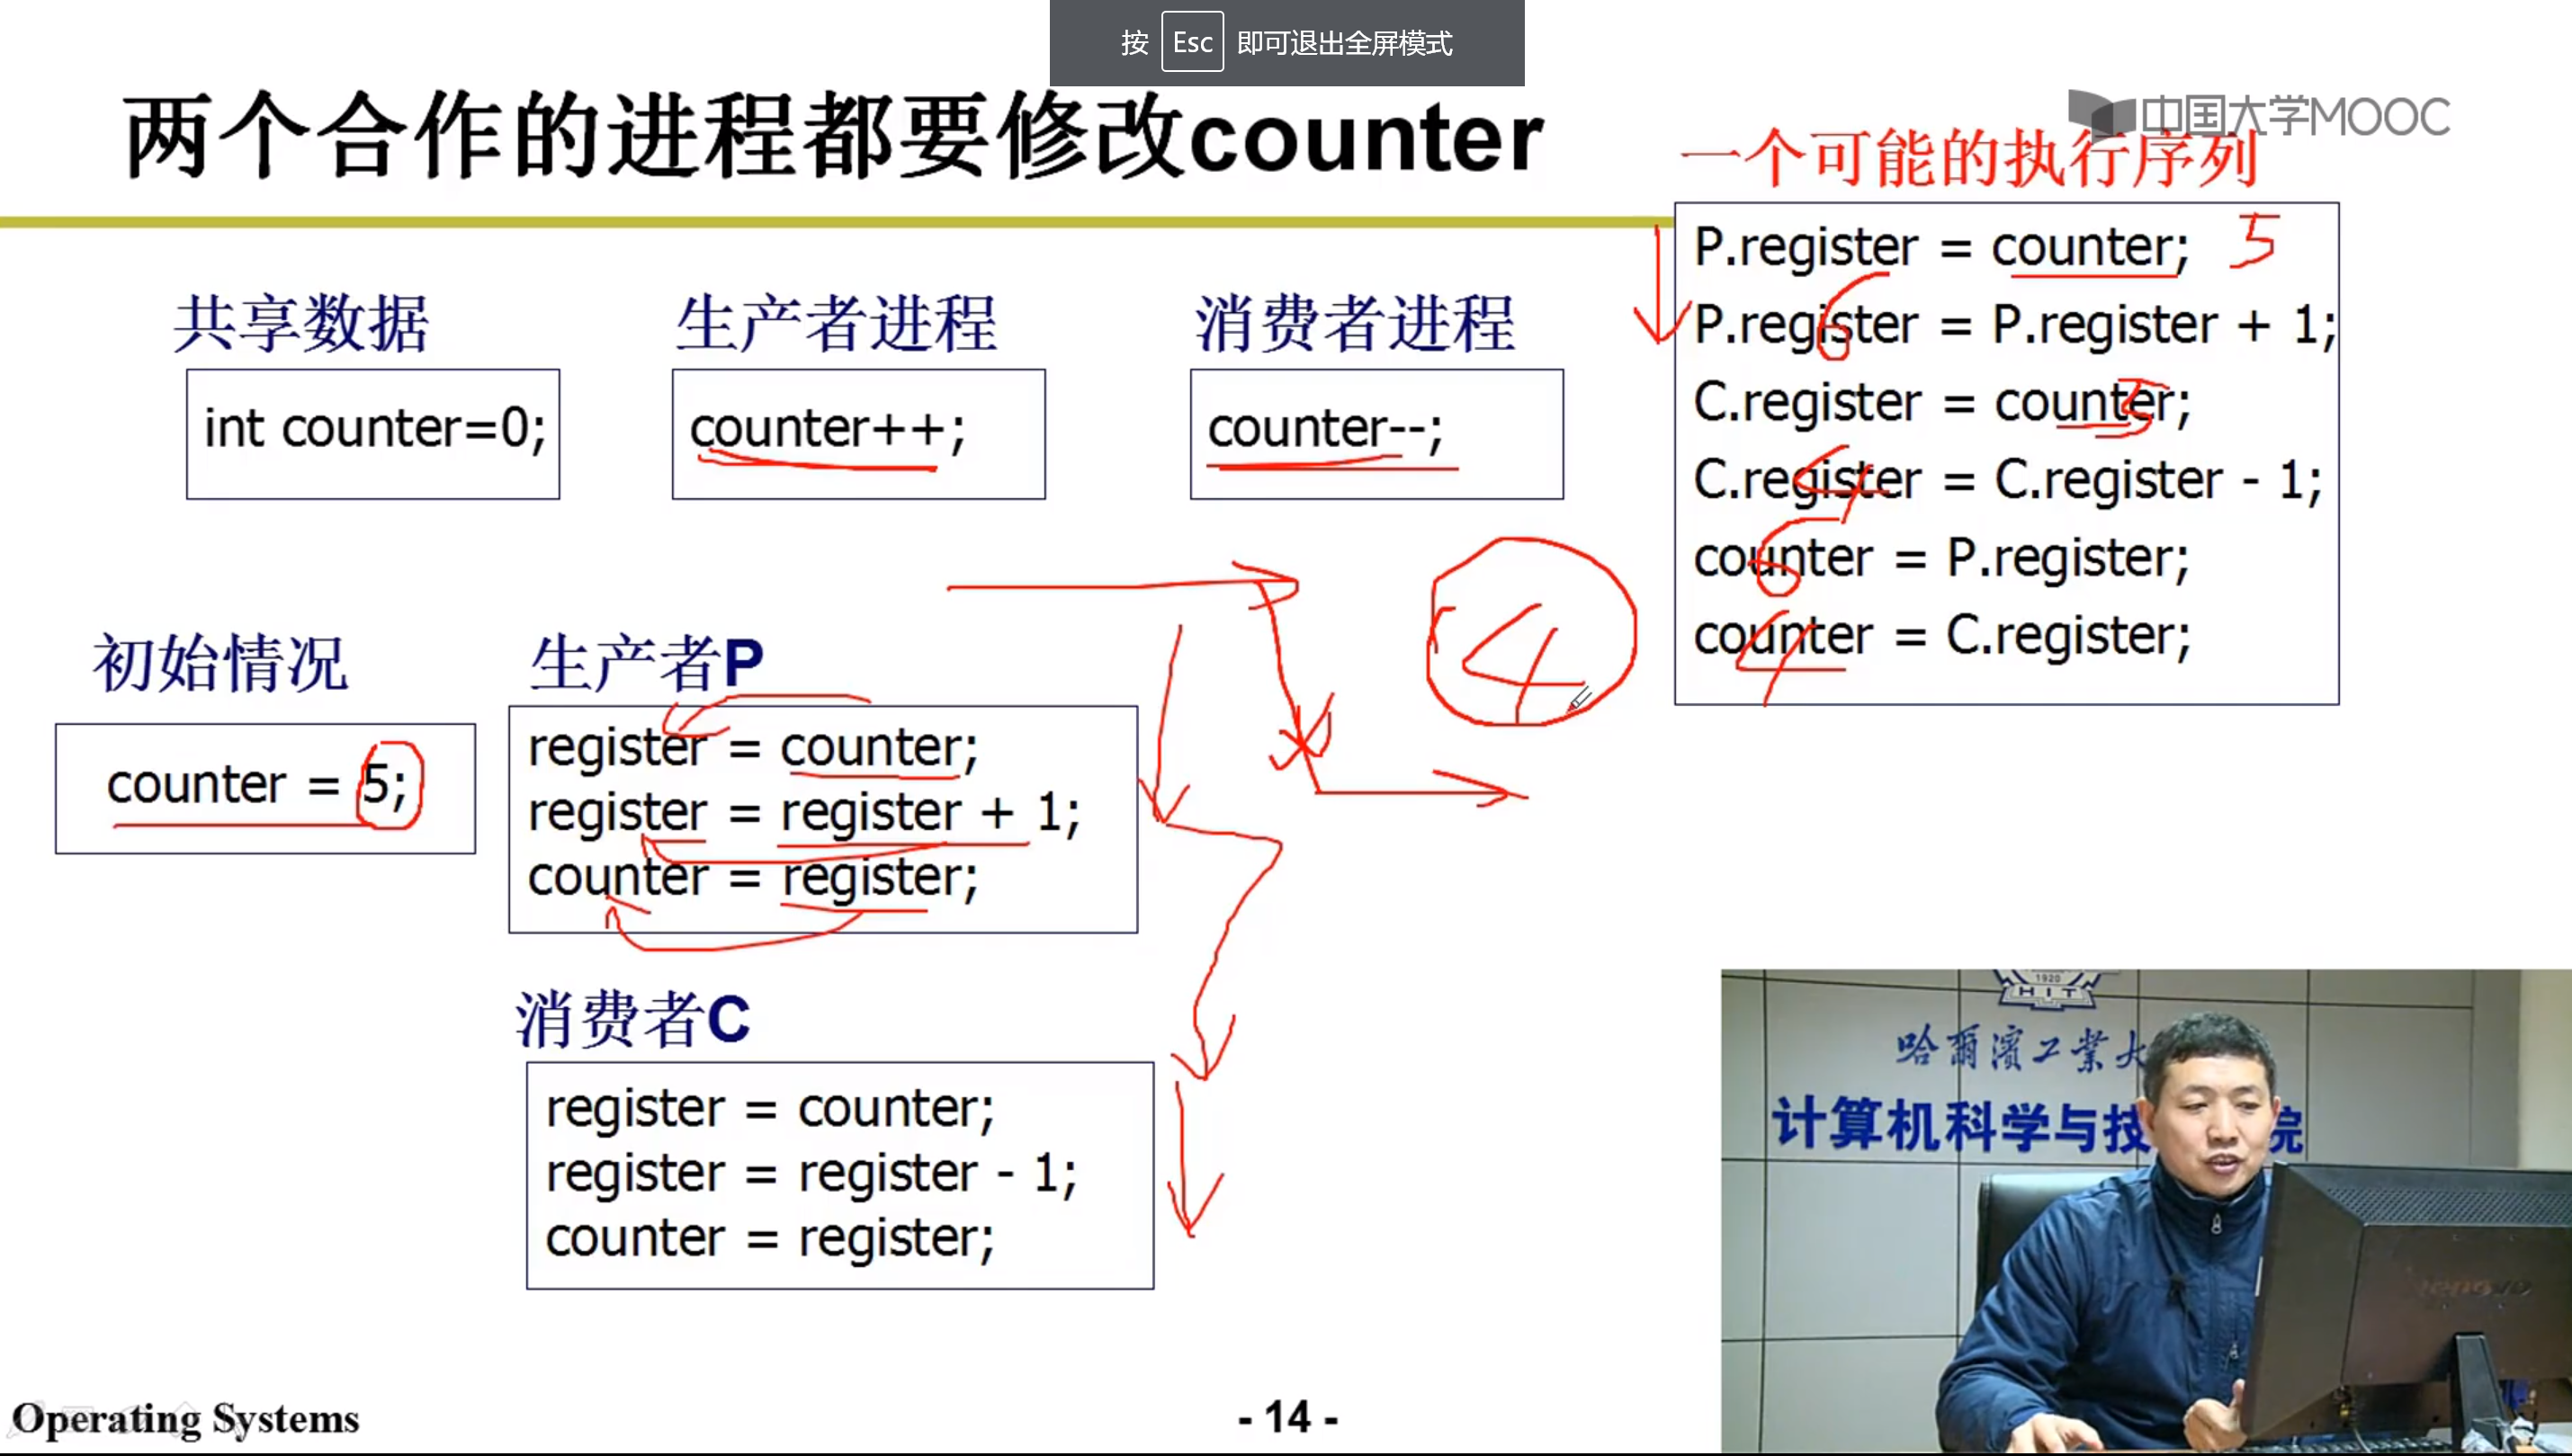 按 Esc 即可退出全屏模式
两个合作的进程都要修改counter
中国大学MOOC
一个可能的执行序列
P.register = counter; 5
P.register = P.register + 1;
6
C.register = counter;
5
C.register = C.register - 1;
4
counter = P.register;
6
counter = C.register;
4
共享数据
int counter=0;
生产者进程
counter++;
消费者进程
counter--;
4
初始情况
counter = 5;
生产者P
register = counter;
register = register + 1;
counter = register;
消费者C
register = counter;
register = register - 1;
counter = register;
1920
HIT
哈爾濱工業大
计算机科学与技
院
Operating Systems
- 14 -